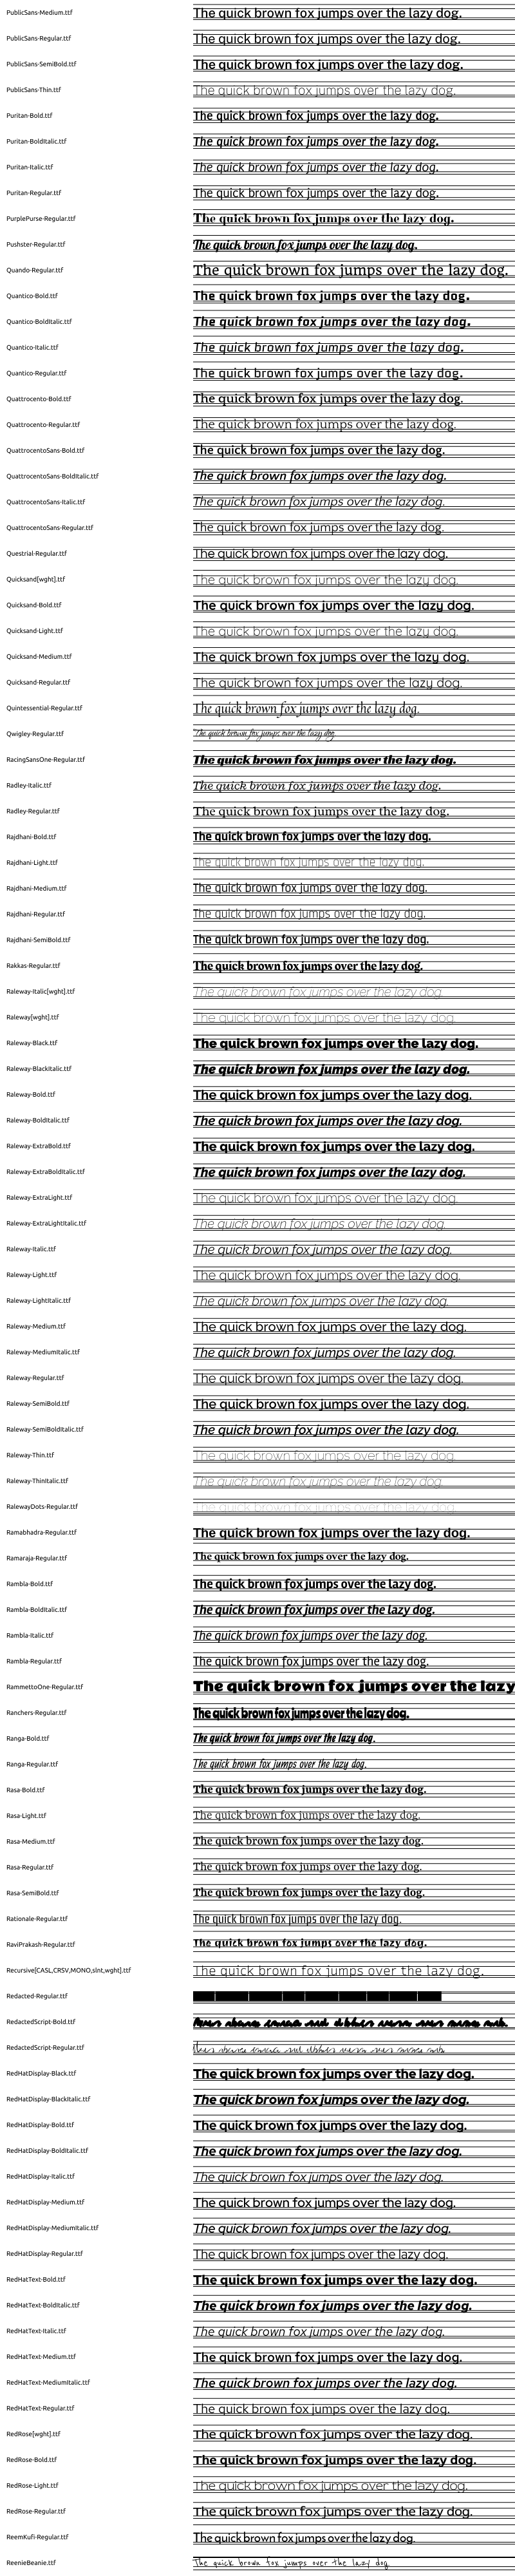 PublicSans-Medium.ttf The quick brown fox jumps over the lazy dog.
PublicSans-Regular.ttf The quick brown fox jumps over the lazy dog.
PublicSans-SemiBold.ttf The quick brown fox jumps over the lazy dog.
PublicSans-Thin.ttf The quick brown fox jumps over the lazy dog.
Puritan-Bold.ttf The quick brown fox jumps over the lazy dog.
Puritan-BoldItalic.ttf The quick brown fox jumps over the lazy dog.
Puritan-Italic.ttf The quick brown fox jumps over the lazy dog.
Puritan-Regular.ttf The quick brown fox jumps over the lazy dog.
PurplePurse-Regular.ttf The quick brown fox jumps over the lazy dog.
Pushster-Regular.ttf The quick brown fox jumps over the lazy dog.
Quando-Regular.ttf The quick brown fox jumps over the lazy dog.
Quantico-Bold.ttf The quick brown fox jumps over the lazy dog.
Quantico-BoldItalic.ttf The quick brown fox jumps over the lazy dog.
Quantico-Italic.ttf The quick brown fox jumps over the lazy dog.
Quantico-Regular.ttf The quick brown fox jumps over the lazy dog.
Quattrocento-Bold.ttf The quick brown fox jumps over the lazy dog.
Quattrocento-Regular.ttf The quick brown fox jumps over the lazy dog.
QuattrocentoSans-Bold.ttf The quick brown fox jumps over the lazy dog.
QuattrocentoSans-BoldItalic.ttf The quick brown fox jumps over the lazy dog.
QuattrocentoSans-Italic.ttf The quick brown fox jumps over the lazy dog.
QuattrocentoSans-Regular.ttf The quick brown fox jumps over the lazy dog.
Questrial-Regular.ttf The quick brown fox jumps over the lazy dog.
Quicksand[wght].ttf The quick brown fox jumps over the lazy dog.
Quicksand-Bold.ttf The quick brown fox jumps over the lazy dog.
Quicksand-Light.ttf The quick brown fox jumps over the lazy dog.
Quicksand-Medium.ttf The quick brown fox jumps over the lazy dog.
Quicksand-Regular.ttf The quick brown fox jumps over the lazy dog.
Quintessential-Regular.ttf The quick brown fox jumps over the lazy dog.
Qwigley-Regular.ttf The quick brown fox jumps over the lazy dog.
RacingSansOne-Regular.ttf The quick brown fox jumps over the lazy dog.
Radley-Italic.ttf The quick brown fox jumps over the lazy dog.
Radley-Regular.ttf The quick brown fox jumps over the lazy dog.
Rajdhani-Bold.ttf The quick brown fox jumps over the lazy dog.
Rajdhani-Light.ttf The quick brown fox jumps over the lazy dog.
Rajdhani-Medium.ttf The quick brown fox jumps over the lazy dog.
Rajdhani-Regular.ttf The quick brown fox jumps over the lazy dog.
Rajdhani-SemiBold.ttf The quick brown fox jumps over the lazy dog.
Rakkas-Regular.ttf The quick brown fox jumps over the lazy dog.
Raleway-Italic[wght].ttf The quick brown fox jumps over the lazy dog.
Raleway[wght].ttf The quick brown fox jumps over the lazy dog.
Raleway-Black.ttf The quick brown fox jumps over the lazy dog.
Raleway-BlackItalic.ttf The quick brown fox jumps over the lazy dog.
Raleway-Bold.ttf The quick brown fox jumps over the lazy dog.
Raleway-BoldItalic.ttf The quick brown fox jumps over the lazy dog.
Raleway-ExtraBold.ttf The quick brown fox jumps over the lazy dog.
Raleway-ExtraBoldItalic.ttf The quick brown fox jumps over the lazy dog.
Raleway-ExtraLight.ttf The quick brown fox jumps over the lazy dog.
Raleway-ExtraLightItalic.ttf The quick brown fox jumps over the lazy dog.
Raleway-Italic.ttf The quick brown fox jumps over the lazy dog.
Raleway-Light.ttf The quick brown fox jumps over the lazy dog.
Raleway-LightItalic.ttf The quick brown fox jumps over the lazy dog.
Raleway-Medium.ttf The quick brown fox jumps over the lazy dog.
Raleway-MediumItalic.ttf The quick brown fox jumps over the lazy dog.
Raleway-Regular.ttf The quick brown fox jumps over the lazy dog.
Raleway-SemiBold.ttf The quick brown fox jumps over the lazy dog.
Raleway-SemiBoldItalic.ttf The quick brown fox jumps over the lazy dog.
Raleway-Thin.ttf The quick brown fox jumps over the lazy dog.
Raleway-ThinItalic.ttf The quick brown fox jumps over the lazy dog.
RalewayDots-Regular.ttf The quick brown fox jumps over the lazy dog.
Ramabhadra-Regular.ttf The quick brown fox jumps over the lazy dog.
Ramaraja-Regular.ttf The quick brown fox jumps over the lazy dog.
Rambla-Bold.ttf The quick brown fox jumps over the lazy dog.
Rambla-BoldItalic.ttf The quick brown fox jumps over the lazy dog.
Rambla-Italic.ttf The quick brown fox jumps over the lazy dog.
Rambla-Regular.ttf The quick brown fox jumps over the lazy dog.
RammettoOne-Regular.ttf The quick brown fox jumps over the lazy
Ranchers-Regular.ttf The quick brown fox jumps over the lazy dog.
Ranga-Bold.ttf The quick brown fox jumps over the lazy dog.
Ranga-Regular.ttf The quick brown fox jumps over the lazy dog.
Rasa-Bold.ttf The quick brown fox jumps over the lazy dog.
Rasa-Light.ttf The quick brown fox jumps over the lazy dog.
Rasa-Medium.ttf The quick brown fox jumps over the lazy dog.
Rasa-Regular.ttf The quick brown fox jumps over the lazy dog.
Rasa-SemiBold.ttf The quick brown fox jumps over the lazy dog.
Rationale-Regular.ttf The quick brown fox jumps over the lazy dog.
RaviPrakash-Regular.ttf The quick brown fox jumps over the lazy dog.
Recursive[CASL,CRSV,MONO,slnt,wght].ttf The quick brown fox jumps over the lazy dog.
Redacted-Regular.ttf
RedactedScript-Bold.ttf
RedactedScript-Regular.ttf
RedHatDisplay-Black.ttf The quick brown fox jumps over the lazy dog.
RedHatDisplay-BlackItalic.ttf The quick brown fox jumps over the lazy dog.
RedHatDisplay-Bold.ttf The quick brown fox jumps over the lazy dog.
RedHatDisplay-BoldItalic.ttf The quick brown fox jumps over the lazy dog.
RedHatDisplay-Italic.ttf The quick brown fox jumps over the lazy dog.
RedHatDisplay-Medium.ttf The quick brown fox jumps over the lazy dog.
RedHatDisplay-MediumItalic.ttf The quick brown fox jumps over the lazy dog.
RedHatDisplay-Regular.ttf The quick brown fox jumps over the lazy dog.
RedHatText-Bold.ttf The quick brown fox jumps over the lazy dog.
RedHatText-BoldItalic.ttf The quick brown fox jumps over the lazy dog.
RedHatText-Italic.ttf The quick brown fox jumps over the lazy dog.
RedHatText-Medium.ttf The quick brown fox jumps over the lazy dog.
RedHatText-MediumItalic.ttf The quick brown fox jumps over the lazy dog.
RedHatText-Regular.ttf The quick brown fox jumps over the lazy dog.
RedRose[wght].ttf The quick brown fox jumps over the lazy dog.
RedRose-Bold.ttf The quick brown fox jumps over the lazy dog.
RedRose-Light.ttf The quick brown fox jumps over the lazy dog.
RedRose-Regular.ttf The quick brown fox jumps over the lazy dog.
ReemKufi-Regular.ttf The quick brown fox jumps over the lazy dog.
ReenieBeanie.ttf The quick brown fox jumps over the lazy dog.